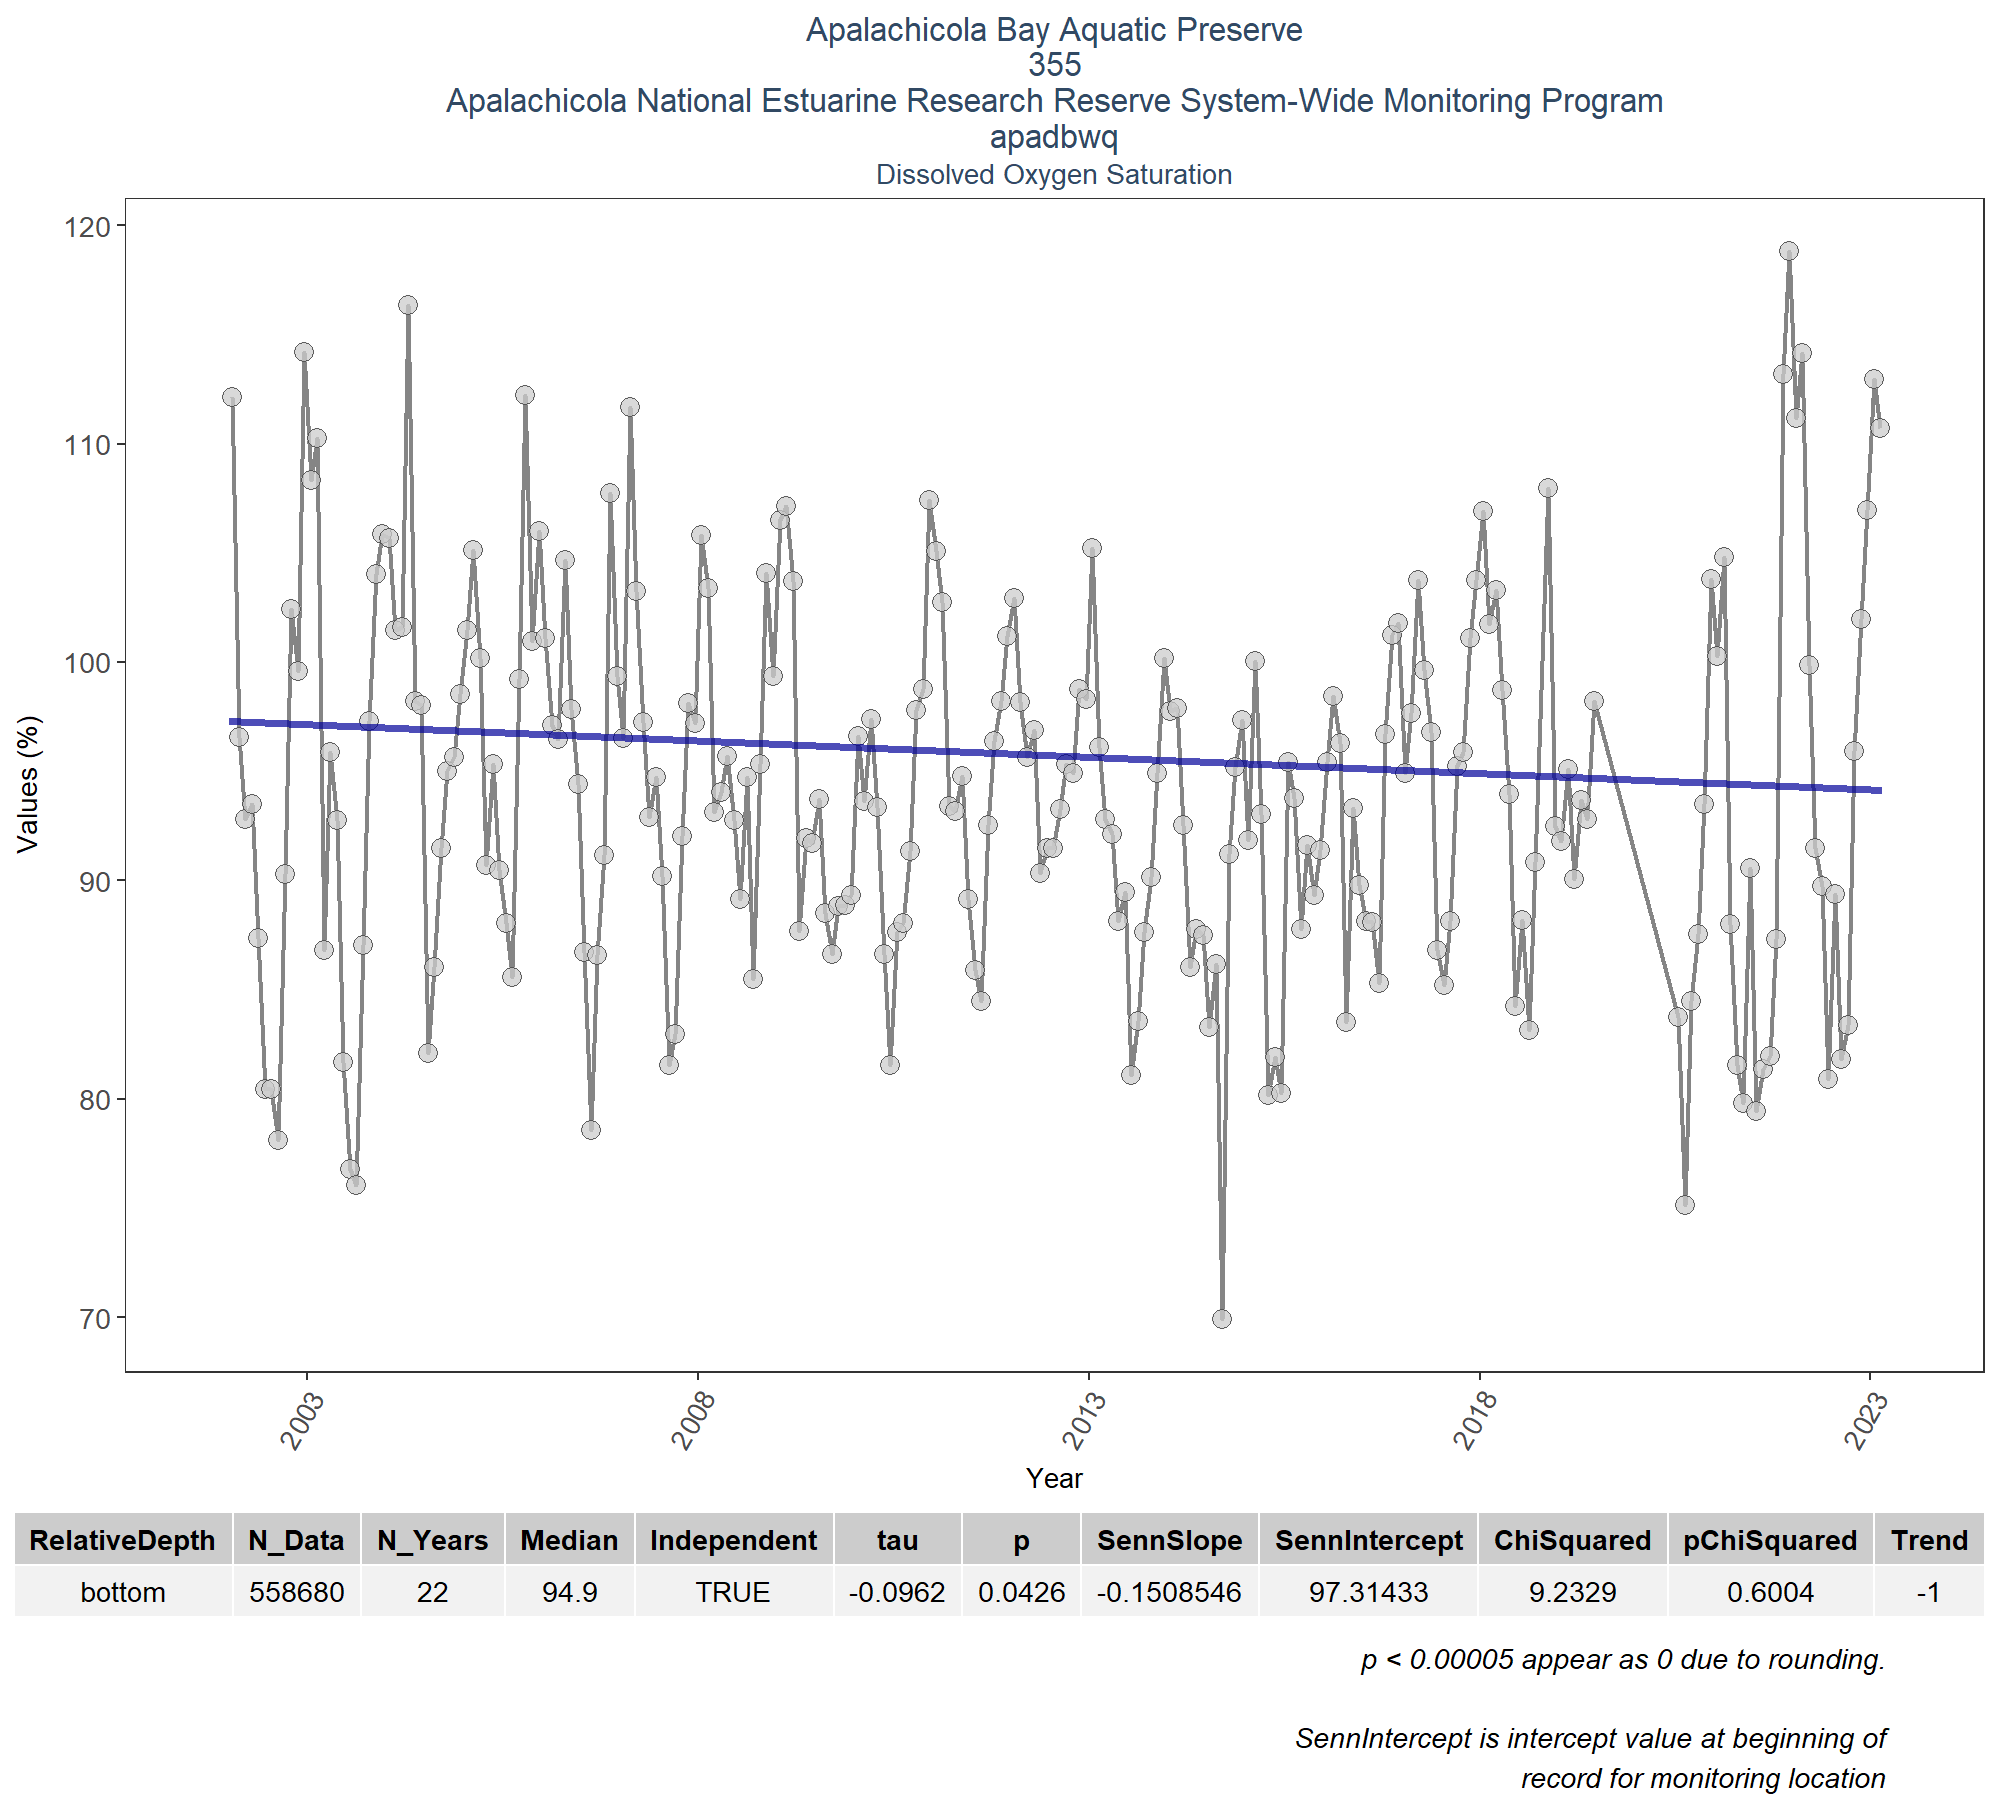 Apalachicola Bay Aquatic Preserve
355
Apalachicola National Estuarine Research Reserve System-Wide Monitoring Program
apadbwq
Dissolved Oxygen Saturation
120
110
100
90
80
70
Values (%)
2003
2008
2013
2018
2023
Year
RelativeDepth N_Data N_Years Median Independent tau p SennSlope SennIntercept ChiSquared pChiSquared Trend
bottom 558680 22 94.9 TRUE -0.0962 0.0426 -0.1508546 97.31433 9.2329 0.6004 -1
p < 0.00005 appear as 0 due to rounding.
SennIntercept is intercept value at beginning of
record for monitoring location